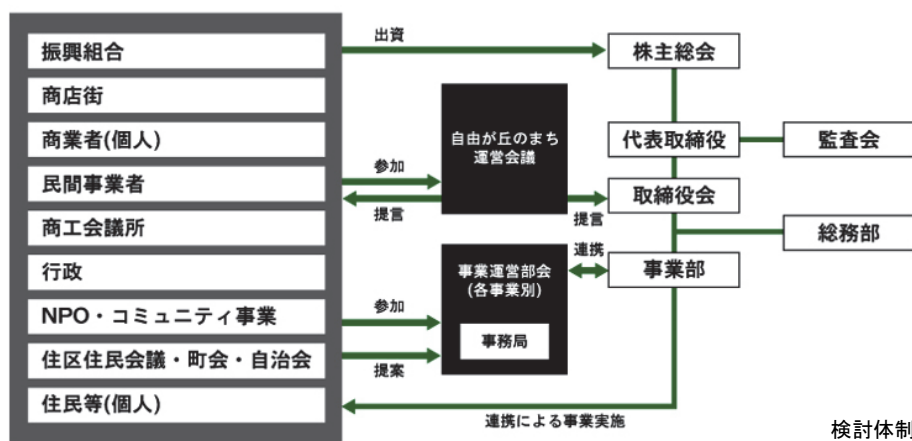 振興組合
商店街
商業者(個人)
民間事業者
商工会議所
行政
NPO・コミュニティ事業
住区住民会議・町会・自治会
住民等(個人)
出資
参加
提言
参加
提案
自由が丘のまち
運営会議
提言
連携
事業運営部会
(各事業別)
事務局
株主総会
代表取締役
監査会
取締役会
総務部
事業部
連携による事業実施
検討体制